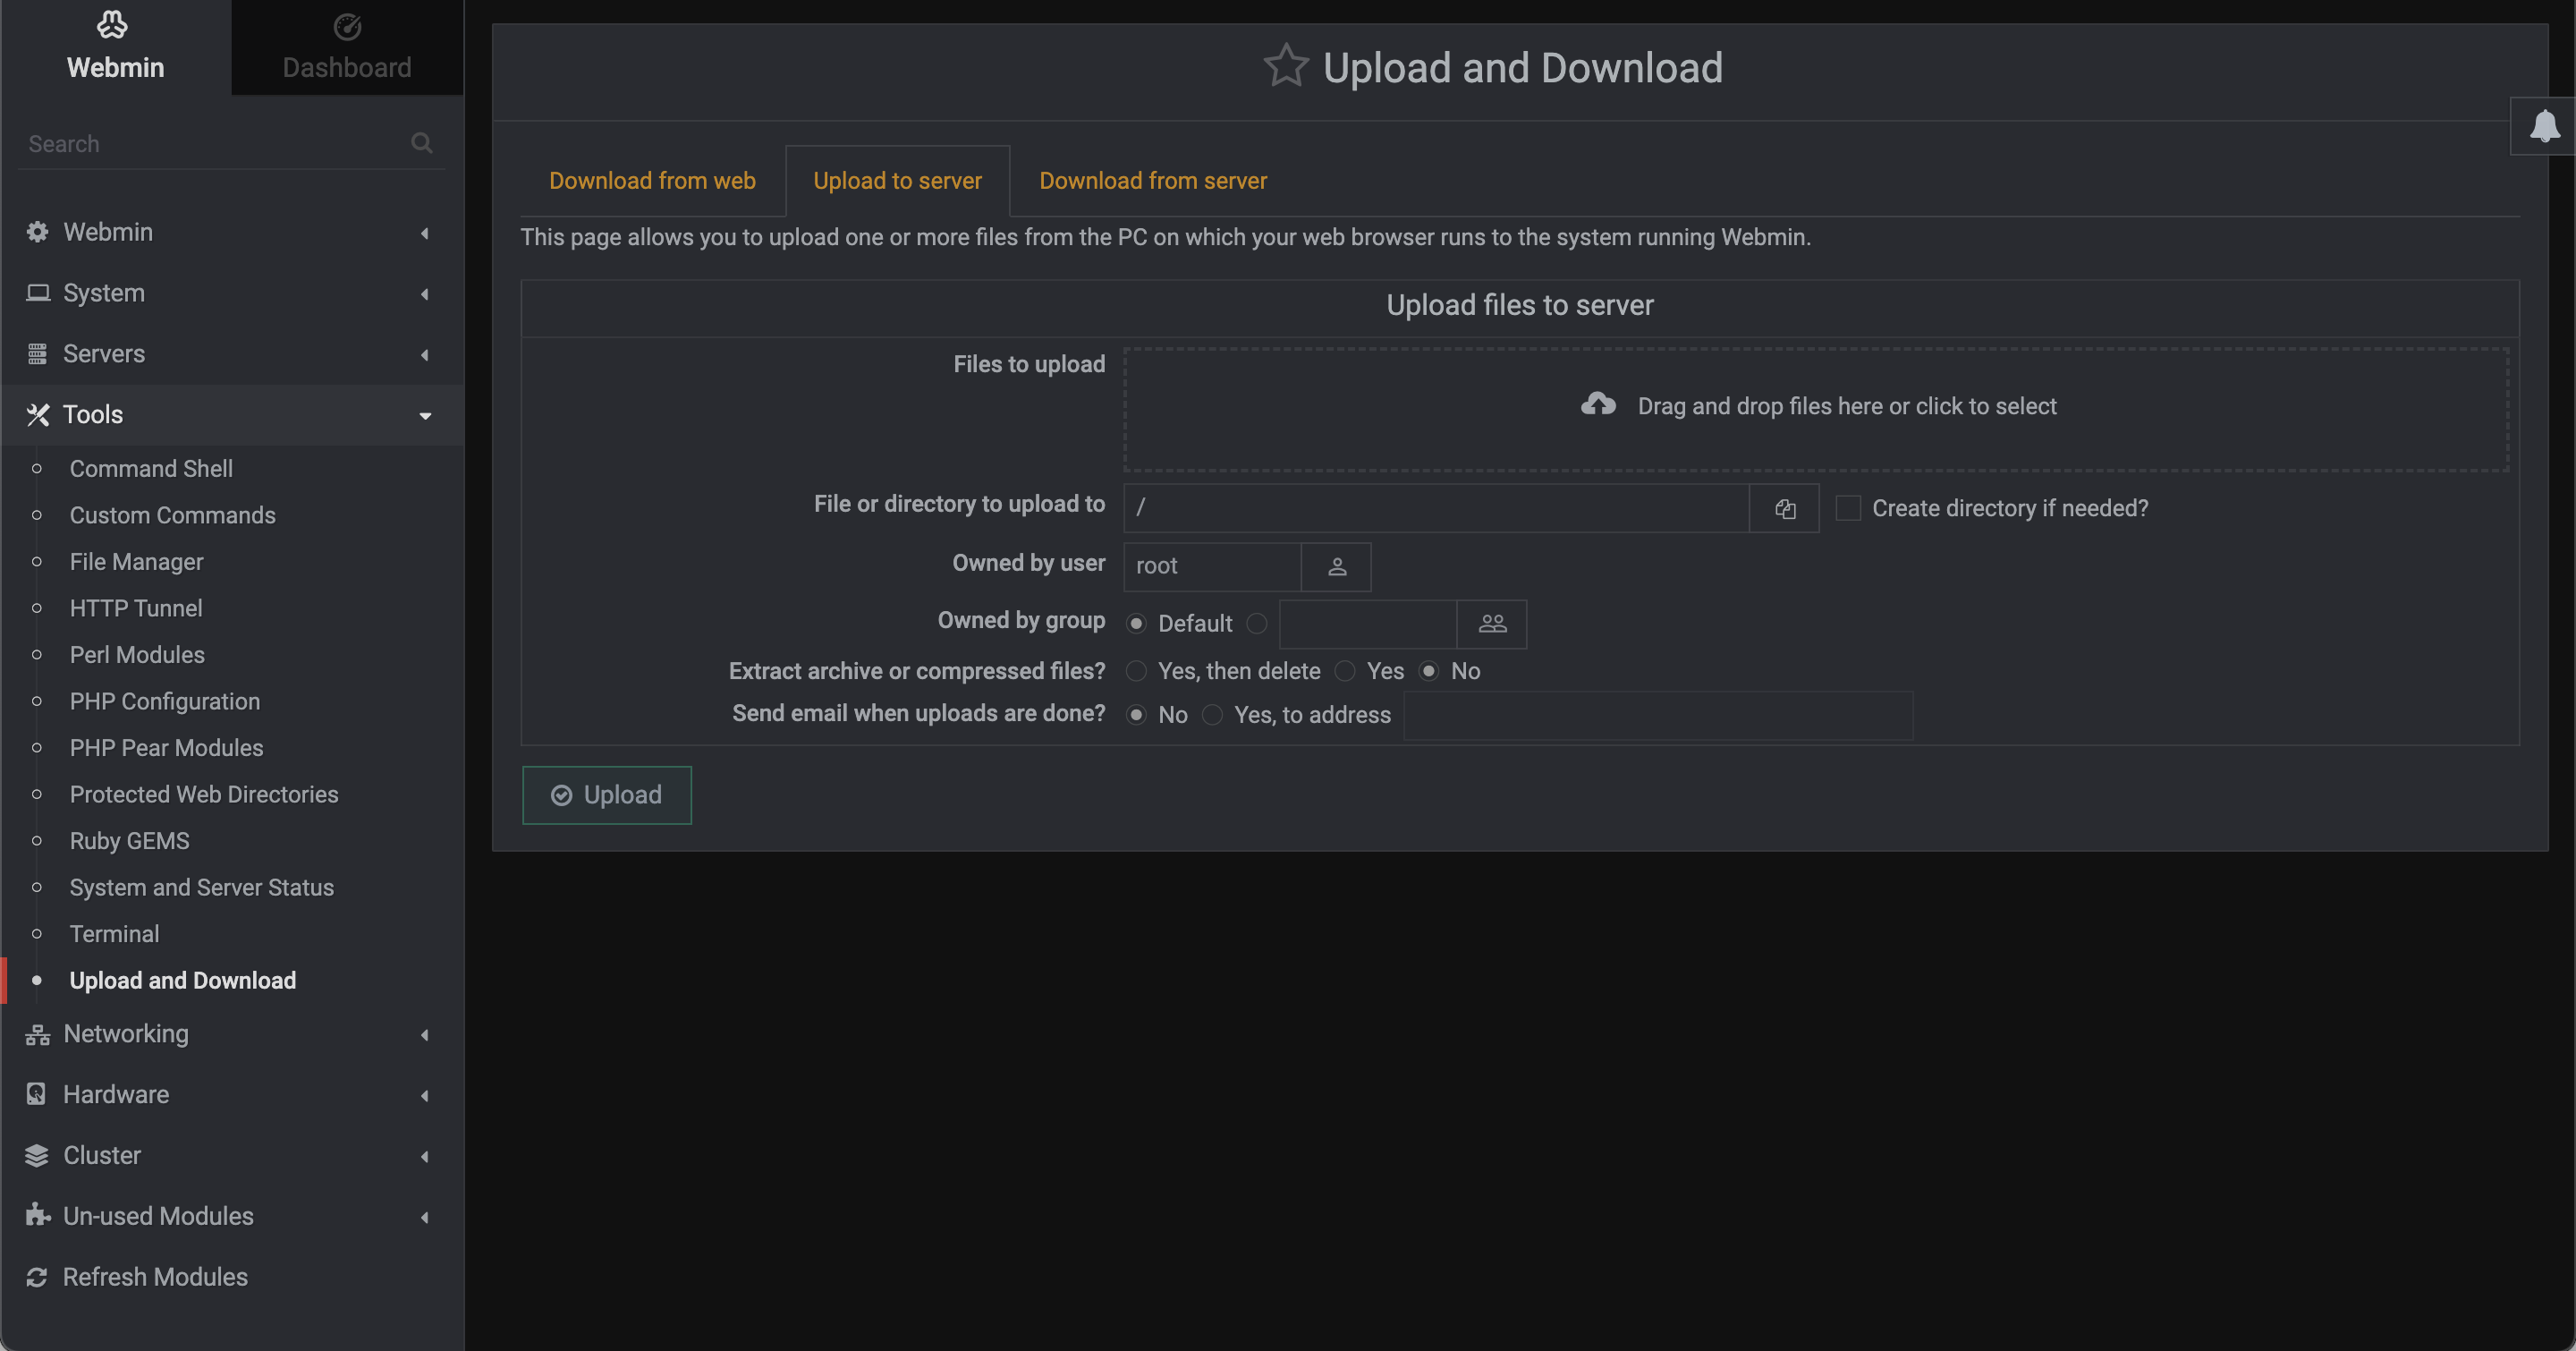 Webmin
Dashboard
Search
Webmin
System
Servers
Tools
Command Shell
Custom Commands
File Manager
HTTP Tunnel
Perl Modules
PHP Configuration
PHP Pear Modules
Protected Web Directories
Ruby GEMS
System and Server Status
Terminal
Upload and Download
Networking
Hardware
Cluster
Un-used Modules
Refresh Modules
Upload and Download
Download from web
Upload to server
Download from server
This page allows you to upload one or more files from the PC on which your web browser runs to the system running Webmin.
Upload files to server
Files to upload
Drag and drop files here or click to select
File or directory to upload to / Create directory if needed?
Owned by user root
Owned by group Default
Extract archive or compressed files? Yes, then delete Yes No
Send email when uploads are done? No Yes, to address
Upload